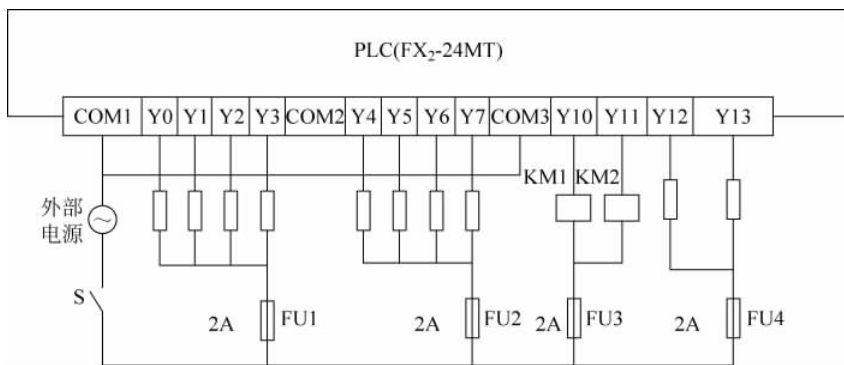 PLC(FX₂-24MT)
COM1 Y0 Y1 Y2 Y3 COM2 Y4 Y5 Y6 Y7 COM3 Y10 Y11 Y12 Y13
KM1 KM2
外部
电源
S
2A FU1 2A FU2 2A FU3 2A FU4